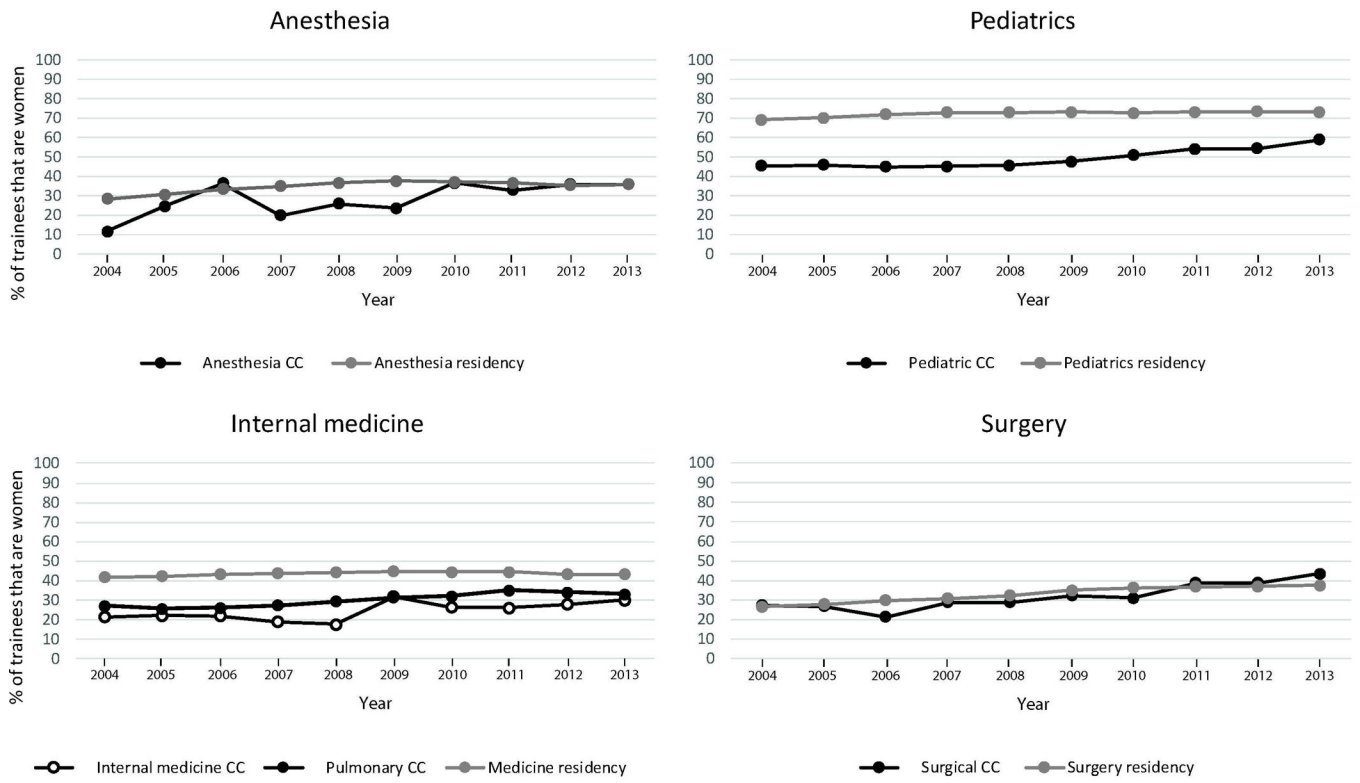 Anesthesia
% of trainees that are women
100
90
80
70
60
50
40
30
20
10
0
2004 2005 2006 2007 2008 2009 2010 2011 2012 2013
Year
Anesthesia CC Anesthesia residency
Pediatrics
100
90
80
70
60
50
40
30
20
10
0
2004 2005 2006 2007 2008 2009 2010 2011 2012 2013
Year
Pediatric CC Pediatrics residency
Internal medicine
% of trainees that are women
100
90
80
70
60
50
40
30
20
10
0
2004 2005 2006 2007 2008 2009 2010 2011 2012 2013
Year
Internal medicine CC Pulmonary CC Medicine residency
Surgery
100
90
80
70
60
50
40
30
20
10
0
2004 2005 2006 2007 2008 2009 2010 2011 2012 2013
Year
Surgical CC Surgery residency